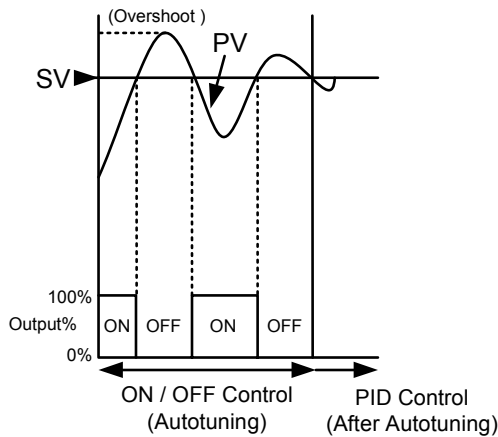 (Overshoot )
PV
SV
100%
Output%
ON OFF ON OFF
0%
ON / OFF Control
(Autotuning)
PID Control
(After Autotuning)